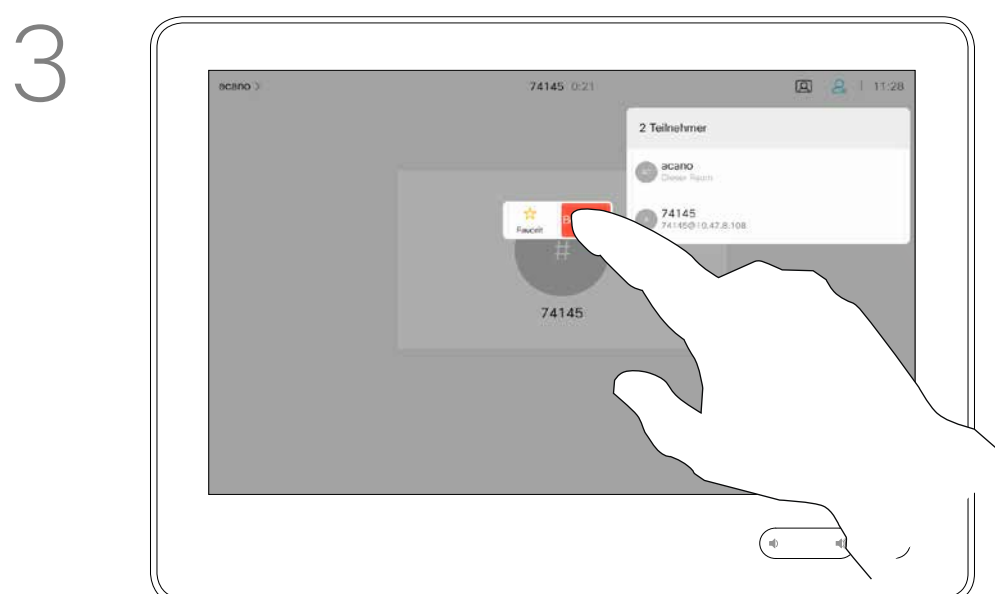 3
acano
74145 0:21
11:28
2 Teilnehmer
acano
Dieser Raum
74145
74145@10.47.8.108
Favorit
#
74145